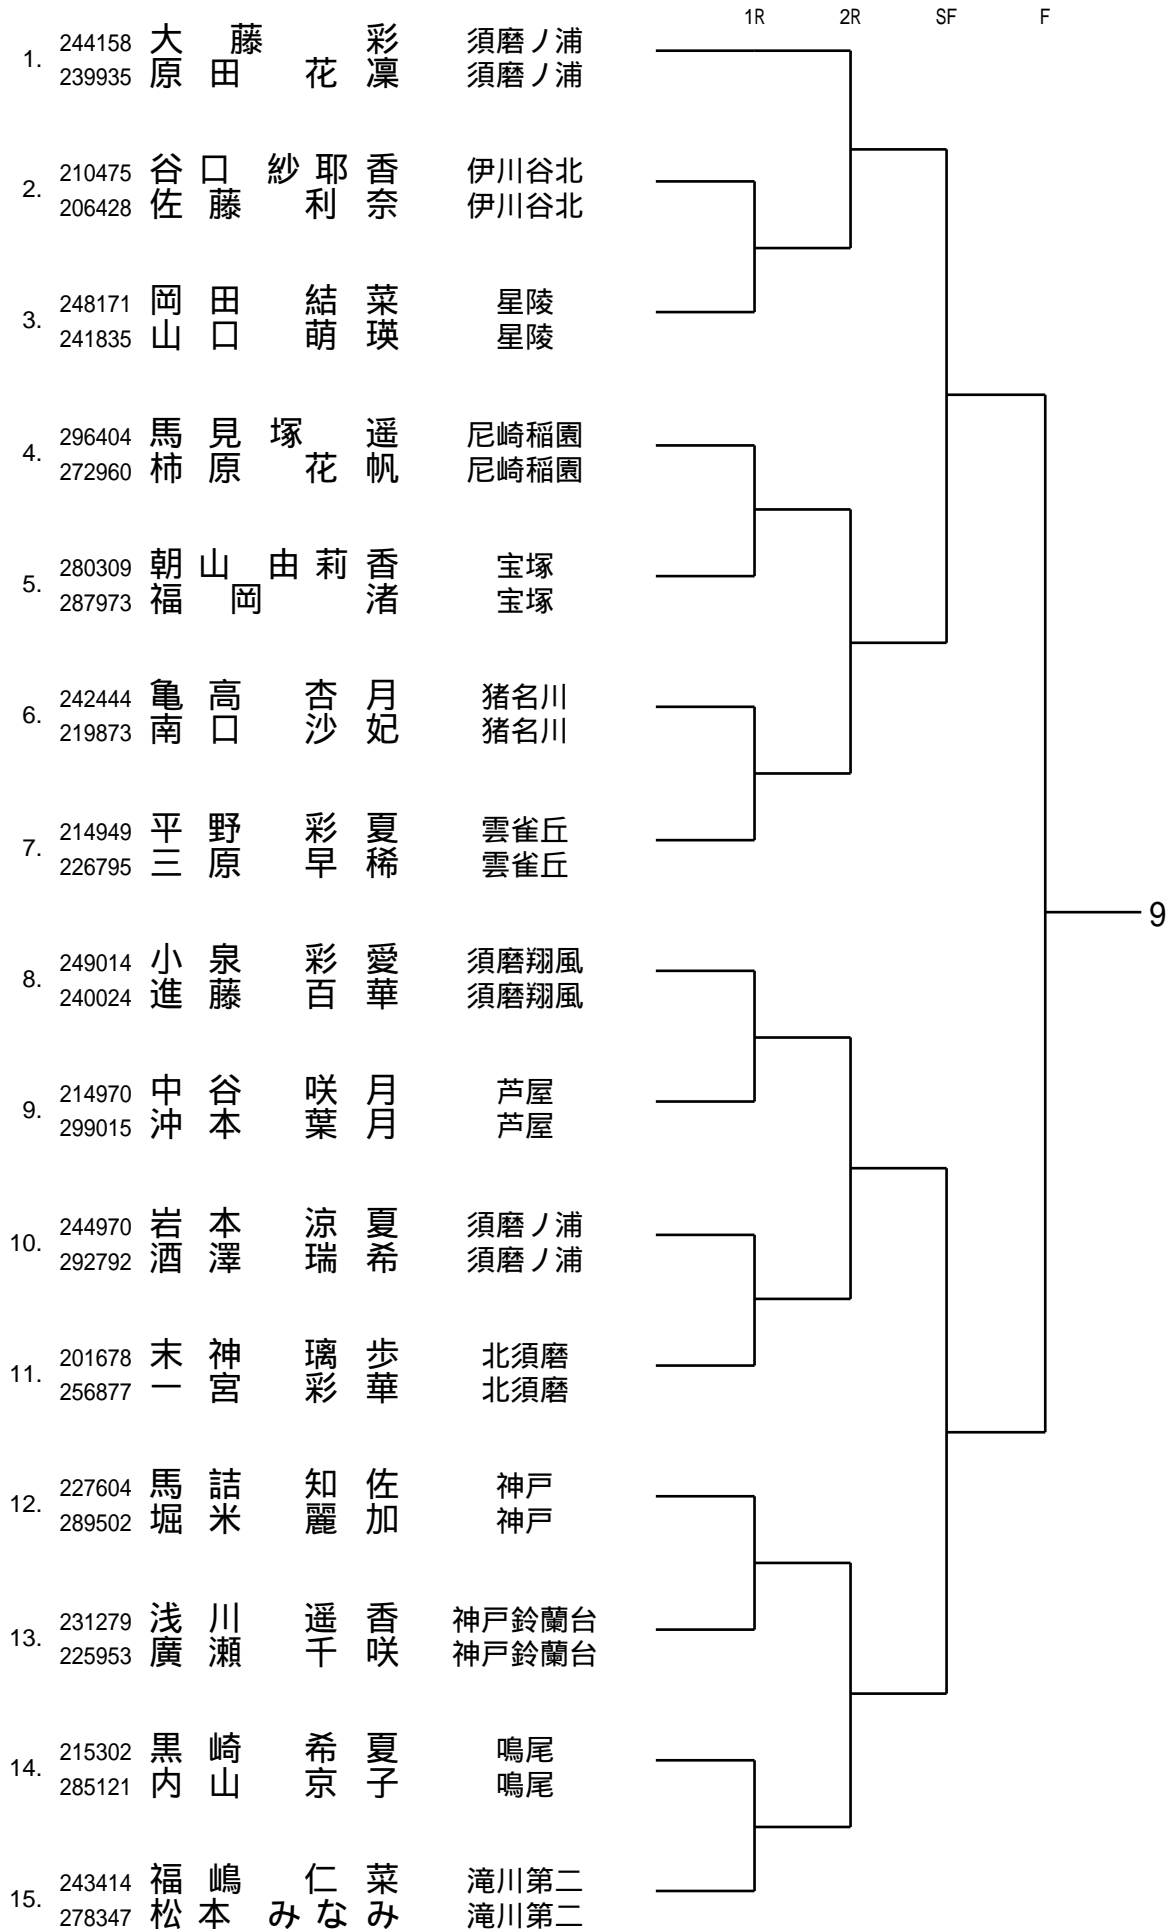 1R 2R SF F
1. 244158 大藤 彩 須磨ノ浦
239935 原田 花凜 須磨ノ浦
2. 210475 谷口 紗耶香 伊川谷北
206428 佐藤 利奈 伊川谷北
3. 248171 岡田 結菜 星陵
241835 山口 萌瑛 星陵
4. 296404 馬見塚 遥 尼崎稲園
272960 柿原 花帆 尼崎稲園
5. 280309 朝山 由莉香 宝塚
287973 福岡 渚 宝塚
6. 242444 亀高 杏月 猪名川
219873 南口 沙妃 猪名川
7. 214949 平野 彩夏 雲雀丘
226795 三原 早稀 雲雀丘
9
8. 249014 小泉 彩愛 須磨翔風
240024 進藤 百華 須磨翔風
9. 214970 中谷 咲月 芦屋
299015 沖本 葉月 芦屋
10. 244970 岩本 涼夏 須磨ノ浦
292792 酒澤 瑞希 須磨ノ浦
11. 201678 末神 璃歩 北須磨
256877 一宮 彩華 北須磨
12. 227604 馬詰 知佐 神戸
289502 堀米 麗加 神戸
13. 231279 浅川 遥香 神戸鈴蘭台
225953 廣瀬 千咲 神戸鈴蘭台
14. 215302 黒崎 希夏 鳴尾
285121 内山 京子 鳴尾
15. 243414 福嶋 仁菜 滝川第二
278347 松本 みなみ 滝川第二